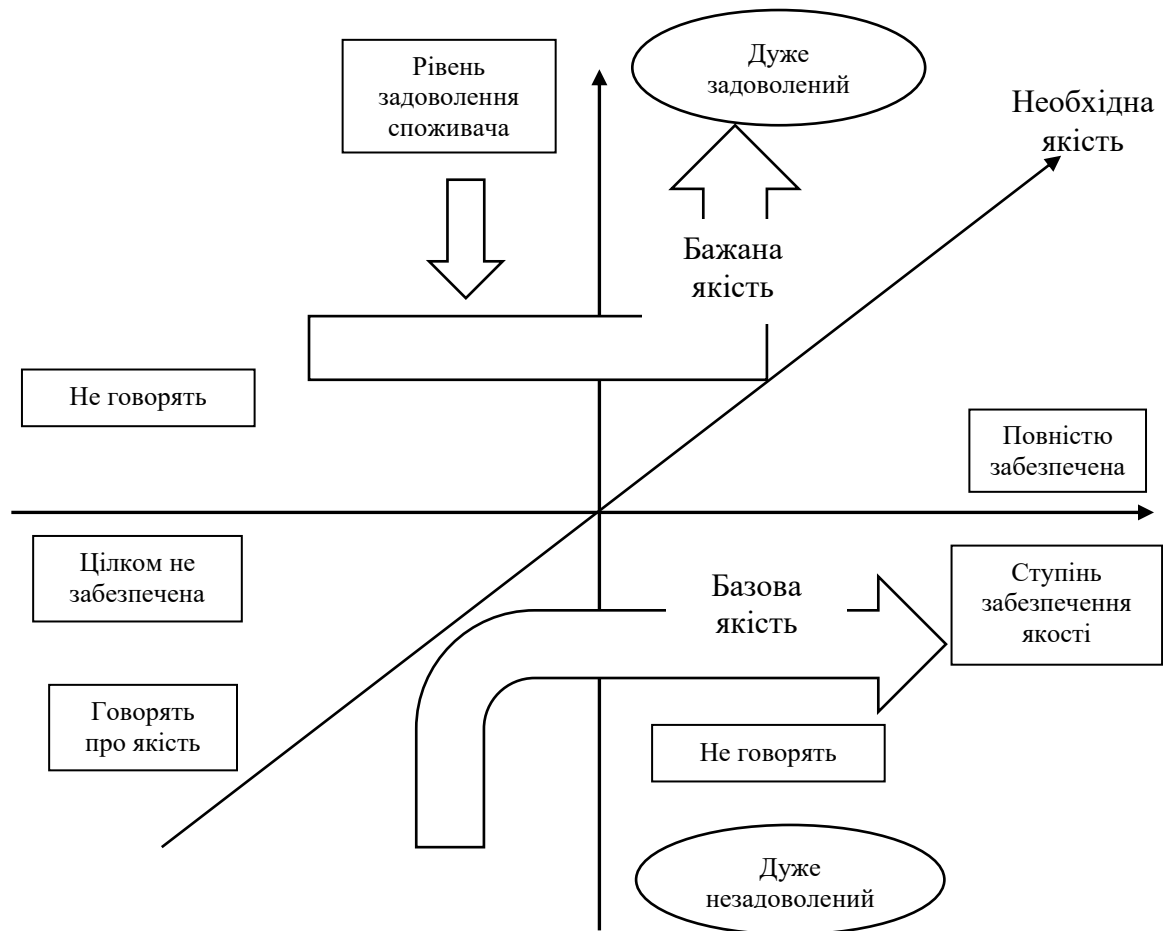 Рівень
задоволення
споживача
Дуже
задоволений
Необхідна
якість
Бажана
якість
Не говорять
Повністю
забезпечена
Цілком не
забезпечена
Базова
якість
Ступінь
забезпечення
якості
Говорять
про якість
Не говорять
Дуже
незадоволений